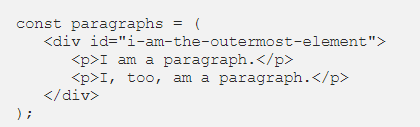 const paragraphs = (
   <div id="i-am-the-outermost-element">
      <p>I am a paragraph.</p>
      <p>I, too, am a paragraph.</p>
   </div>
);